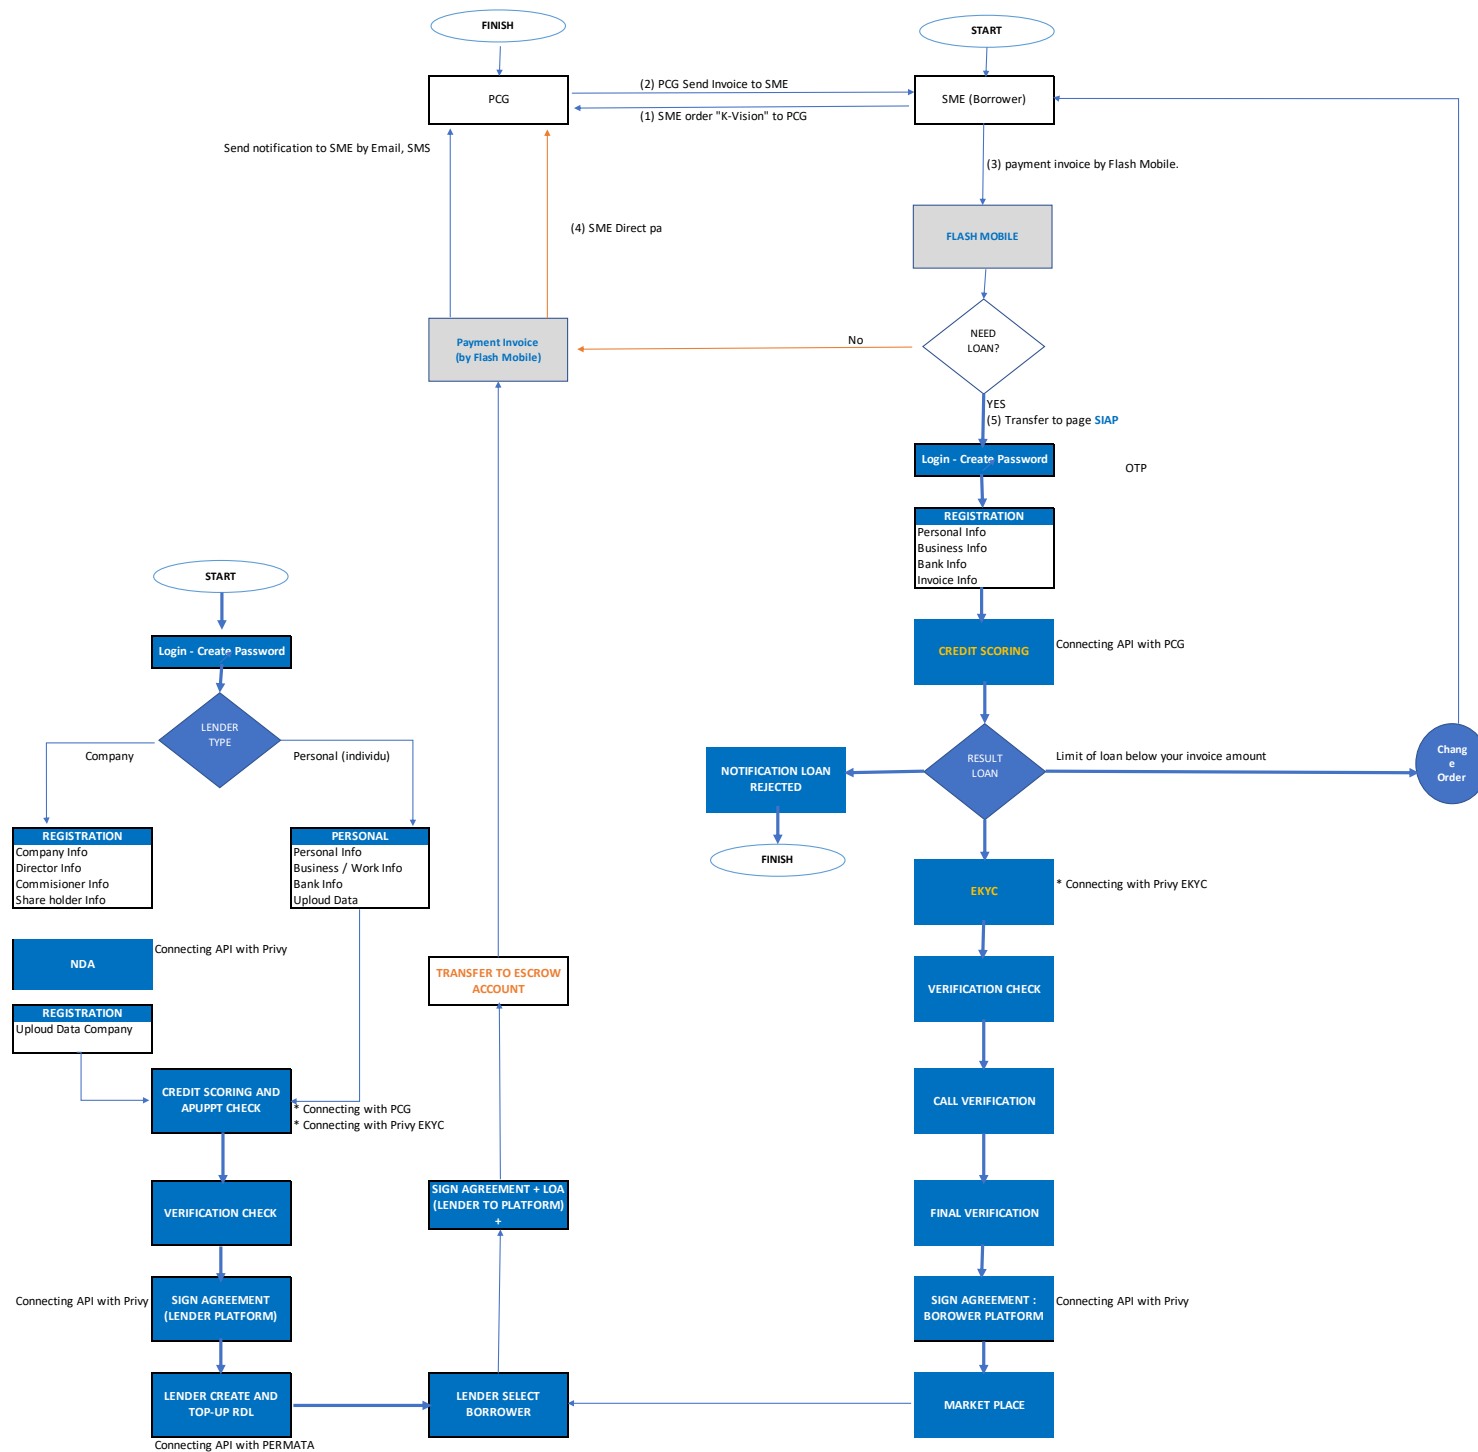 FINISH
START
PCG
(2) PCG Send Invoice to SME
SME (Borrower)
(1) SME order "K-Vision" to PCG
Send notification to SME by Email, SMS
(3) payment invoice by Flash Mobile.
(4) SME Direct pa
FLASH MOBILE
NEED
LOAN?
Payment Invoice
(by Flash Mobile)
No
YES
(5) Transfer to page SIAP
Login - Create Password
OTP
REGISTRATION
Personal Info
Business Info
Bank Info
Invoice Info
START
Login - Create Password
CREDIT SCORING
Connecting API with PCG
LENDER
TYPE
Company
Personal (individu)
NOTIFICATION LOAN
REJECTED
RESULT
LOAN
Limit of loan below your invoice amount
Chang
e
Order
REGISTRATION
Company Info
Director Info
Commisioner Info
Share holder Info
PERSONAL
Personal Info
Business / Work Info
Bank Info
Uploud Data
FINISH
EKYC
* Connecting with Privy EKYC
NDA
Connecting API with Privy
TRANSFER TO ESCROW
ACCOUNT
VERIFICATION CHECK
REGISTRATION
Uploud Data Company
CREDIT SCORING AND
APUPPT CHECK
* Connecting with PCG
* Connecting with Privy EKYC
CALL VERIFICATION
VERIFICATION CHECK
SIGN AGREEMENT + LOA
(LENDER TO PLATFORM)
+
FINAL VERIFICATION
Connecting API with Privy
SIGN AGREEMENT
(LENDER PLATFORM)
SIGN AGREEMENT :
BOROWER PLATFORM
Connecting API with Privy
LENDER CREATE AND
TOP-UP RDL
LENDER SELECT
BORROWER
MARKET PLACE
Connecting API with PERMATA